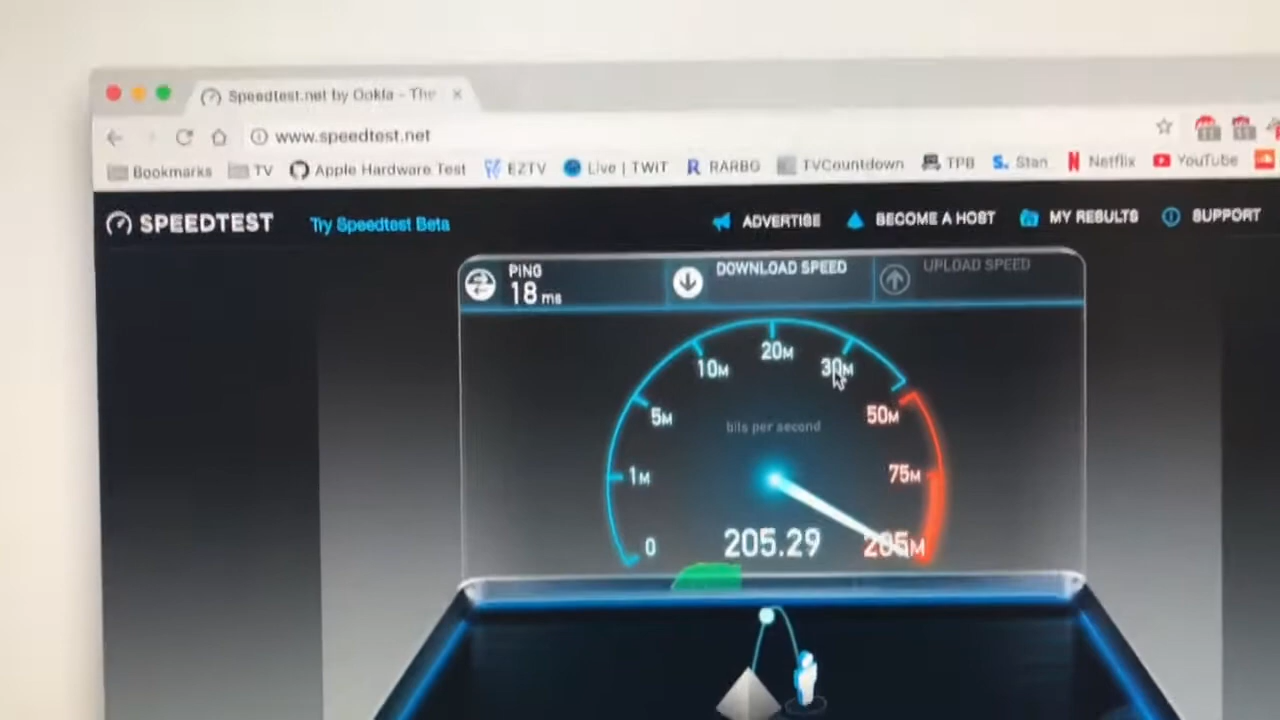 Speedtest.net by Ookla - The
www.speedtest.net
Bookmarks TV Apple Hardware Test EZTV Live | TWiT RARBG TVCountdown TPB S. Stan Netflix YouTube
SPEEDTEST Try Speedtest Beta ADVERTISE BECOME A HOST MY RESULTS SUPPORT
PING DOWNLOAD SPEED UPLOAD SPEED
18 ms
20M
10M 30M
5M 50M
bits per second
1M 75M
0 205.29 205M